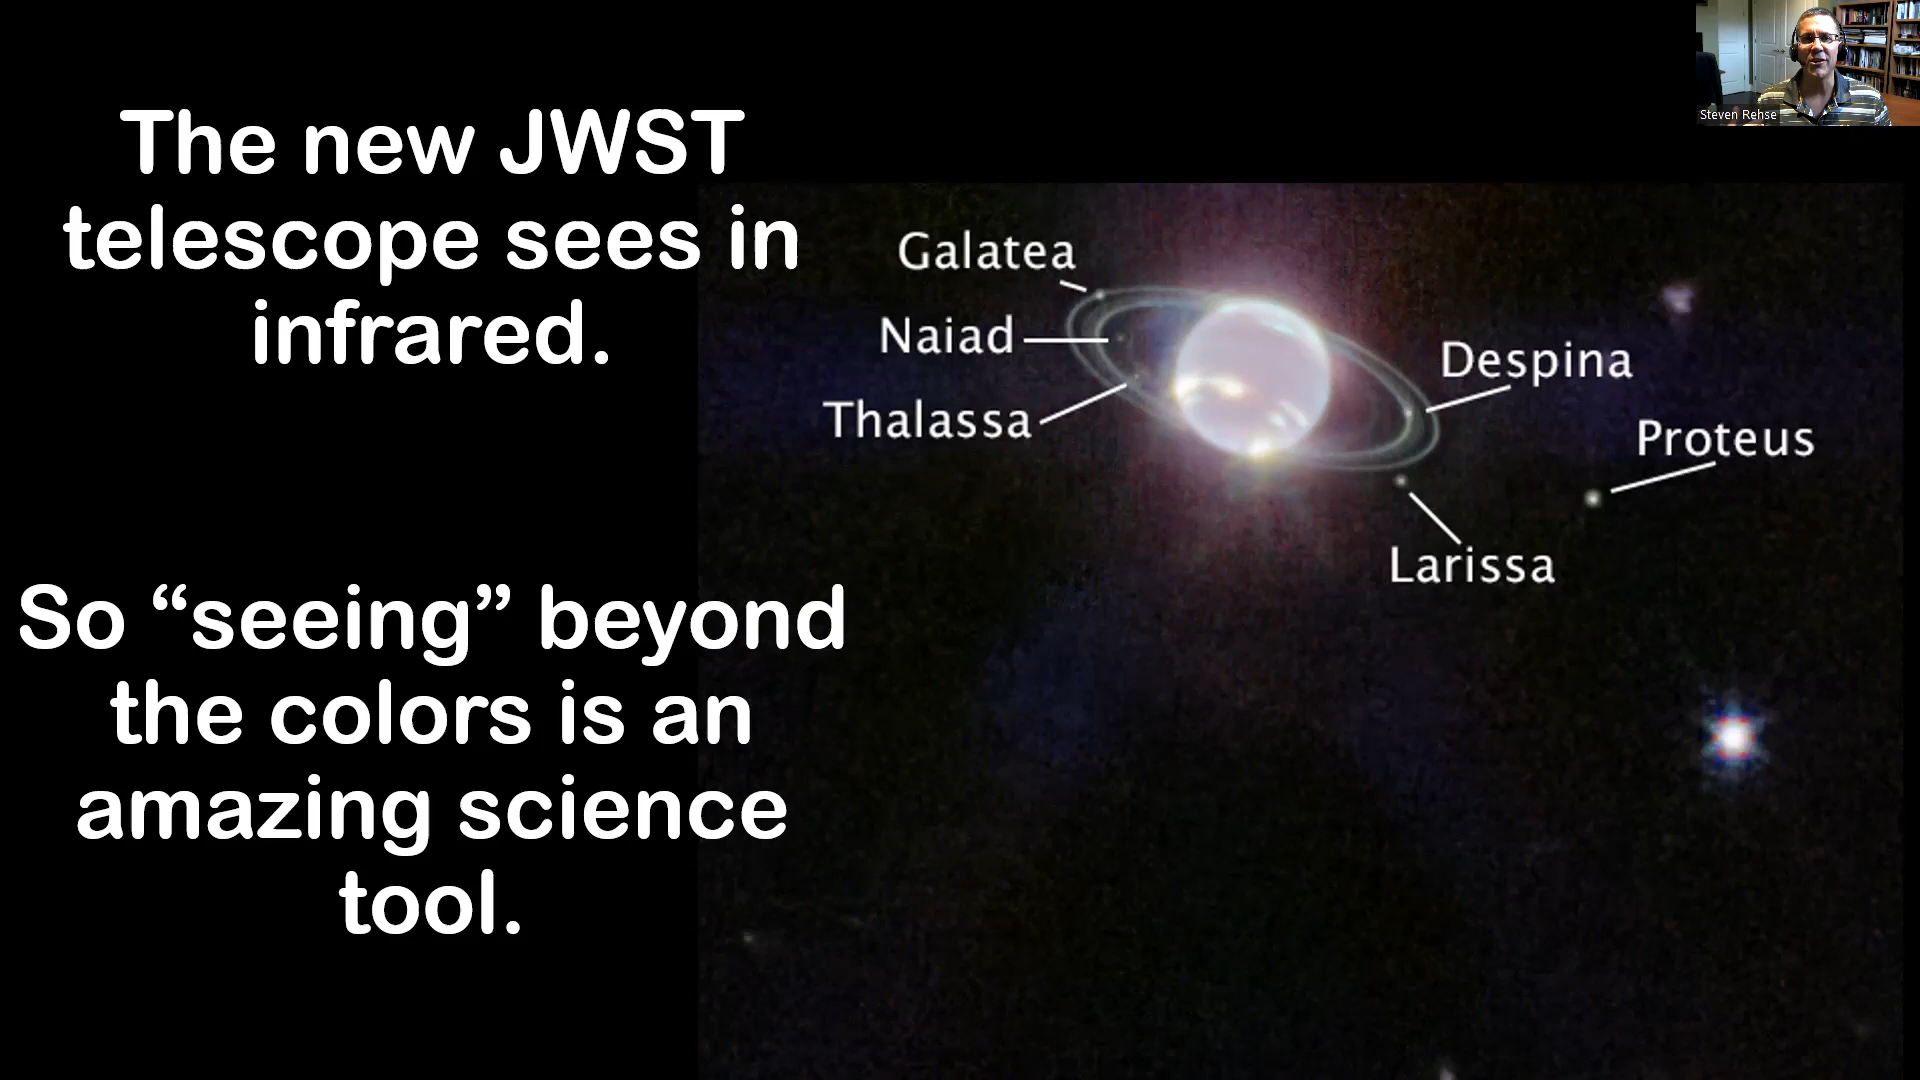 The new JWST
telescope sees in
infrared.
So “seeing” beyond
the colors is an
amazing science
tool.
Galatea
Naiad
Thalassa
Despina
Proteus
Larissa
Steven Rehse